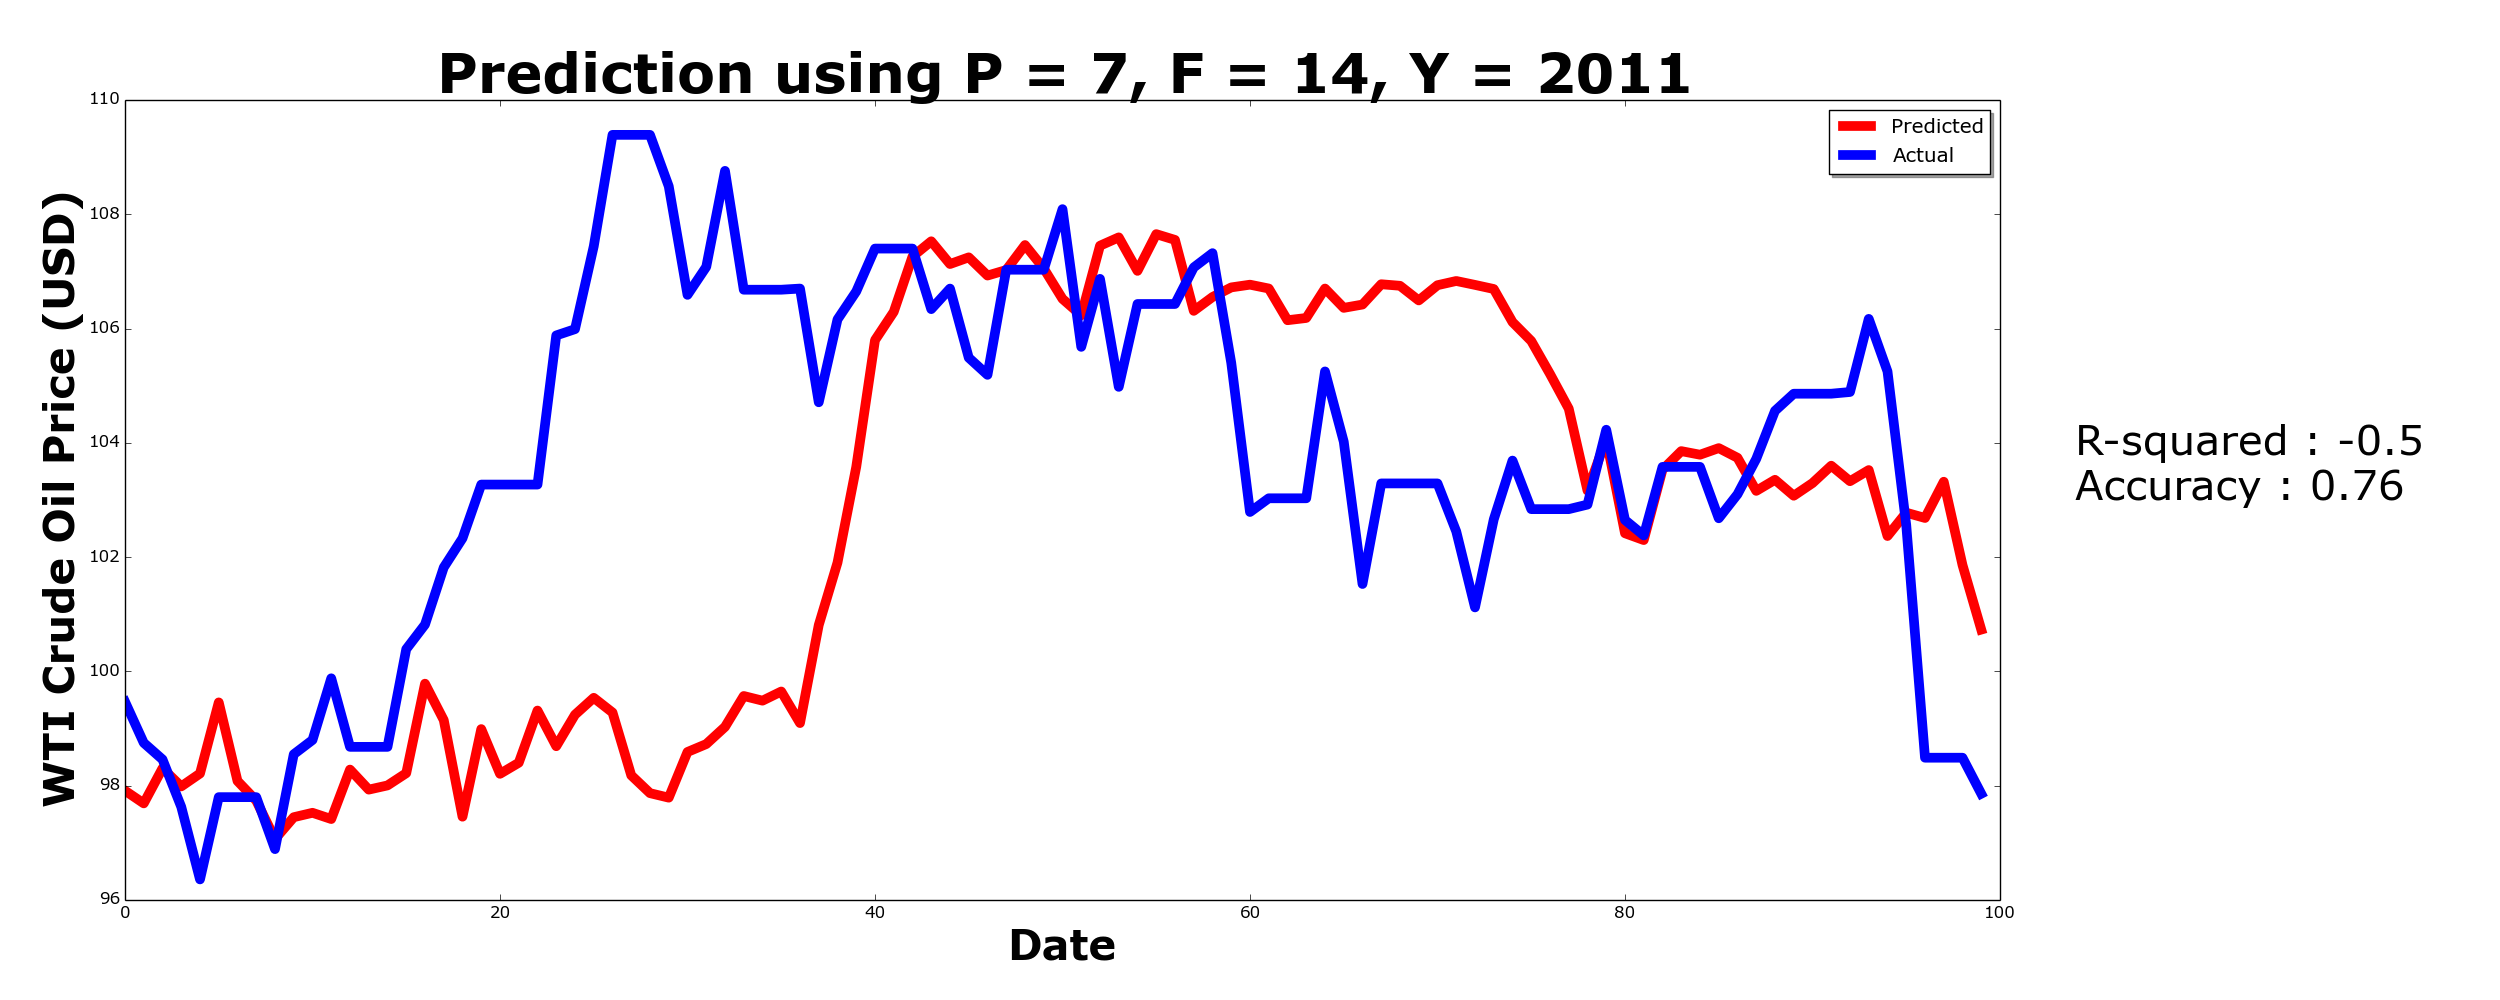 Prediction using P = 7, F = 14, Y = 2011
WTI Crude Oil Price (USD)
110
108
106
104
102
100
98
96
0 20 40 60 80 100
Date
Predicted
Actual
R-squared : -0.5
Accuracy : 0.76